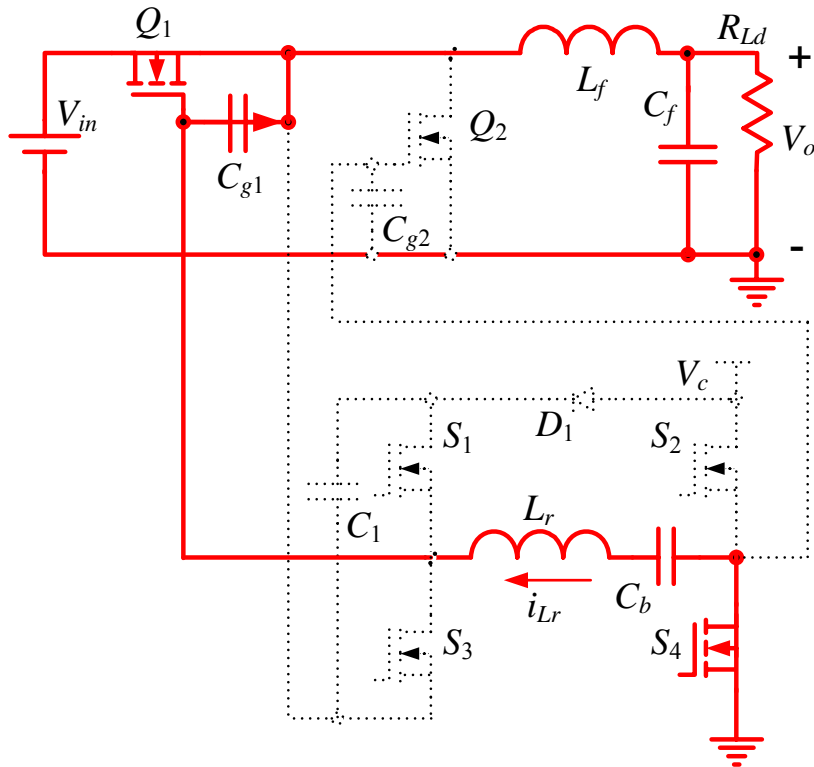 Q1
RLd
+
Lf
Cf
Vin
Q2
Vo
Cg1
Cg2
-
Vc
S1
D1
S2
C1
Lr
iLr
Cb
S3
S4